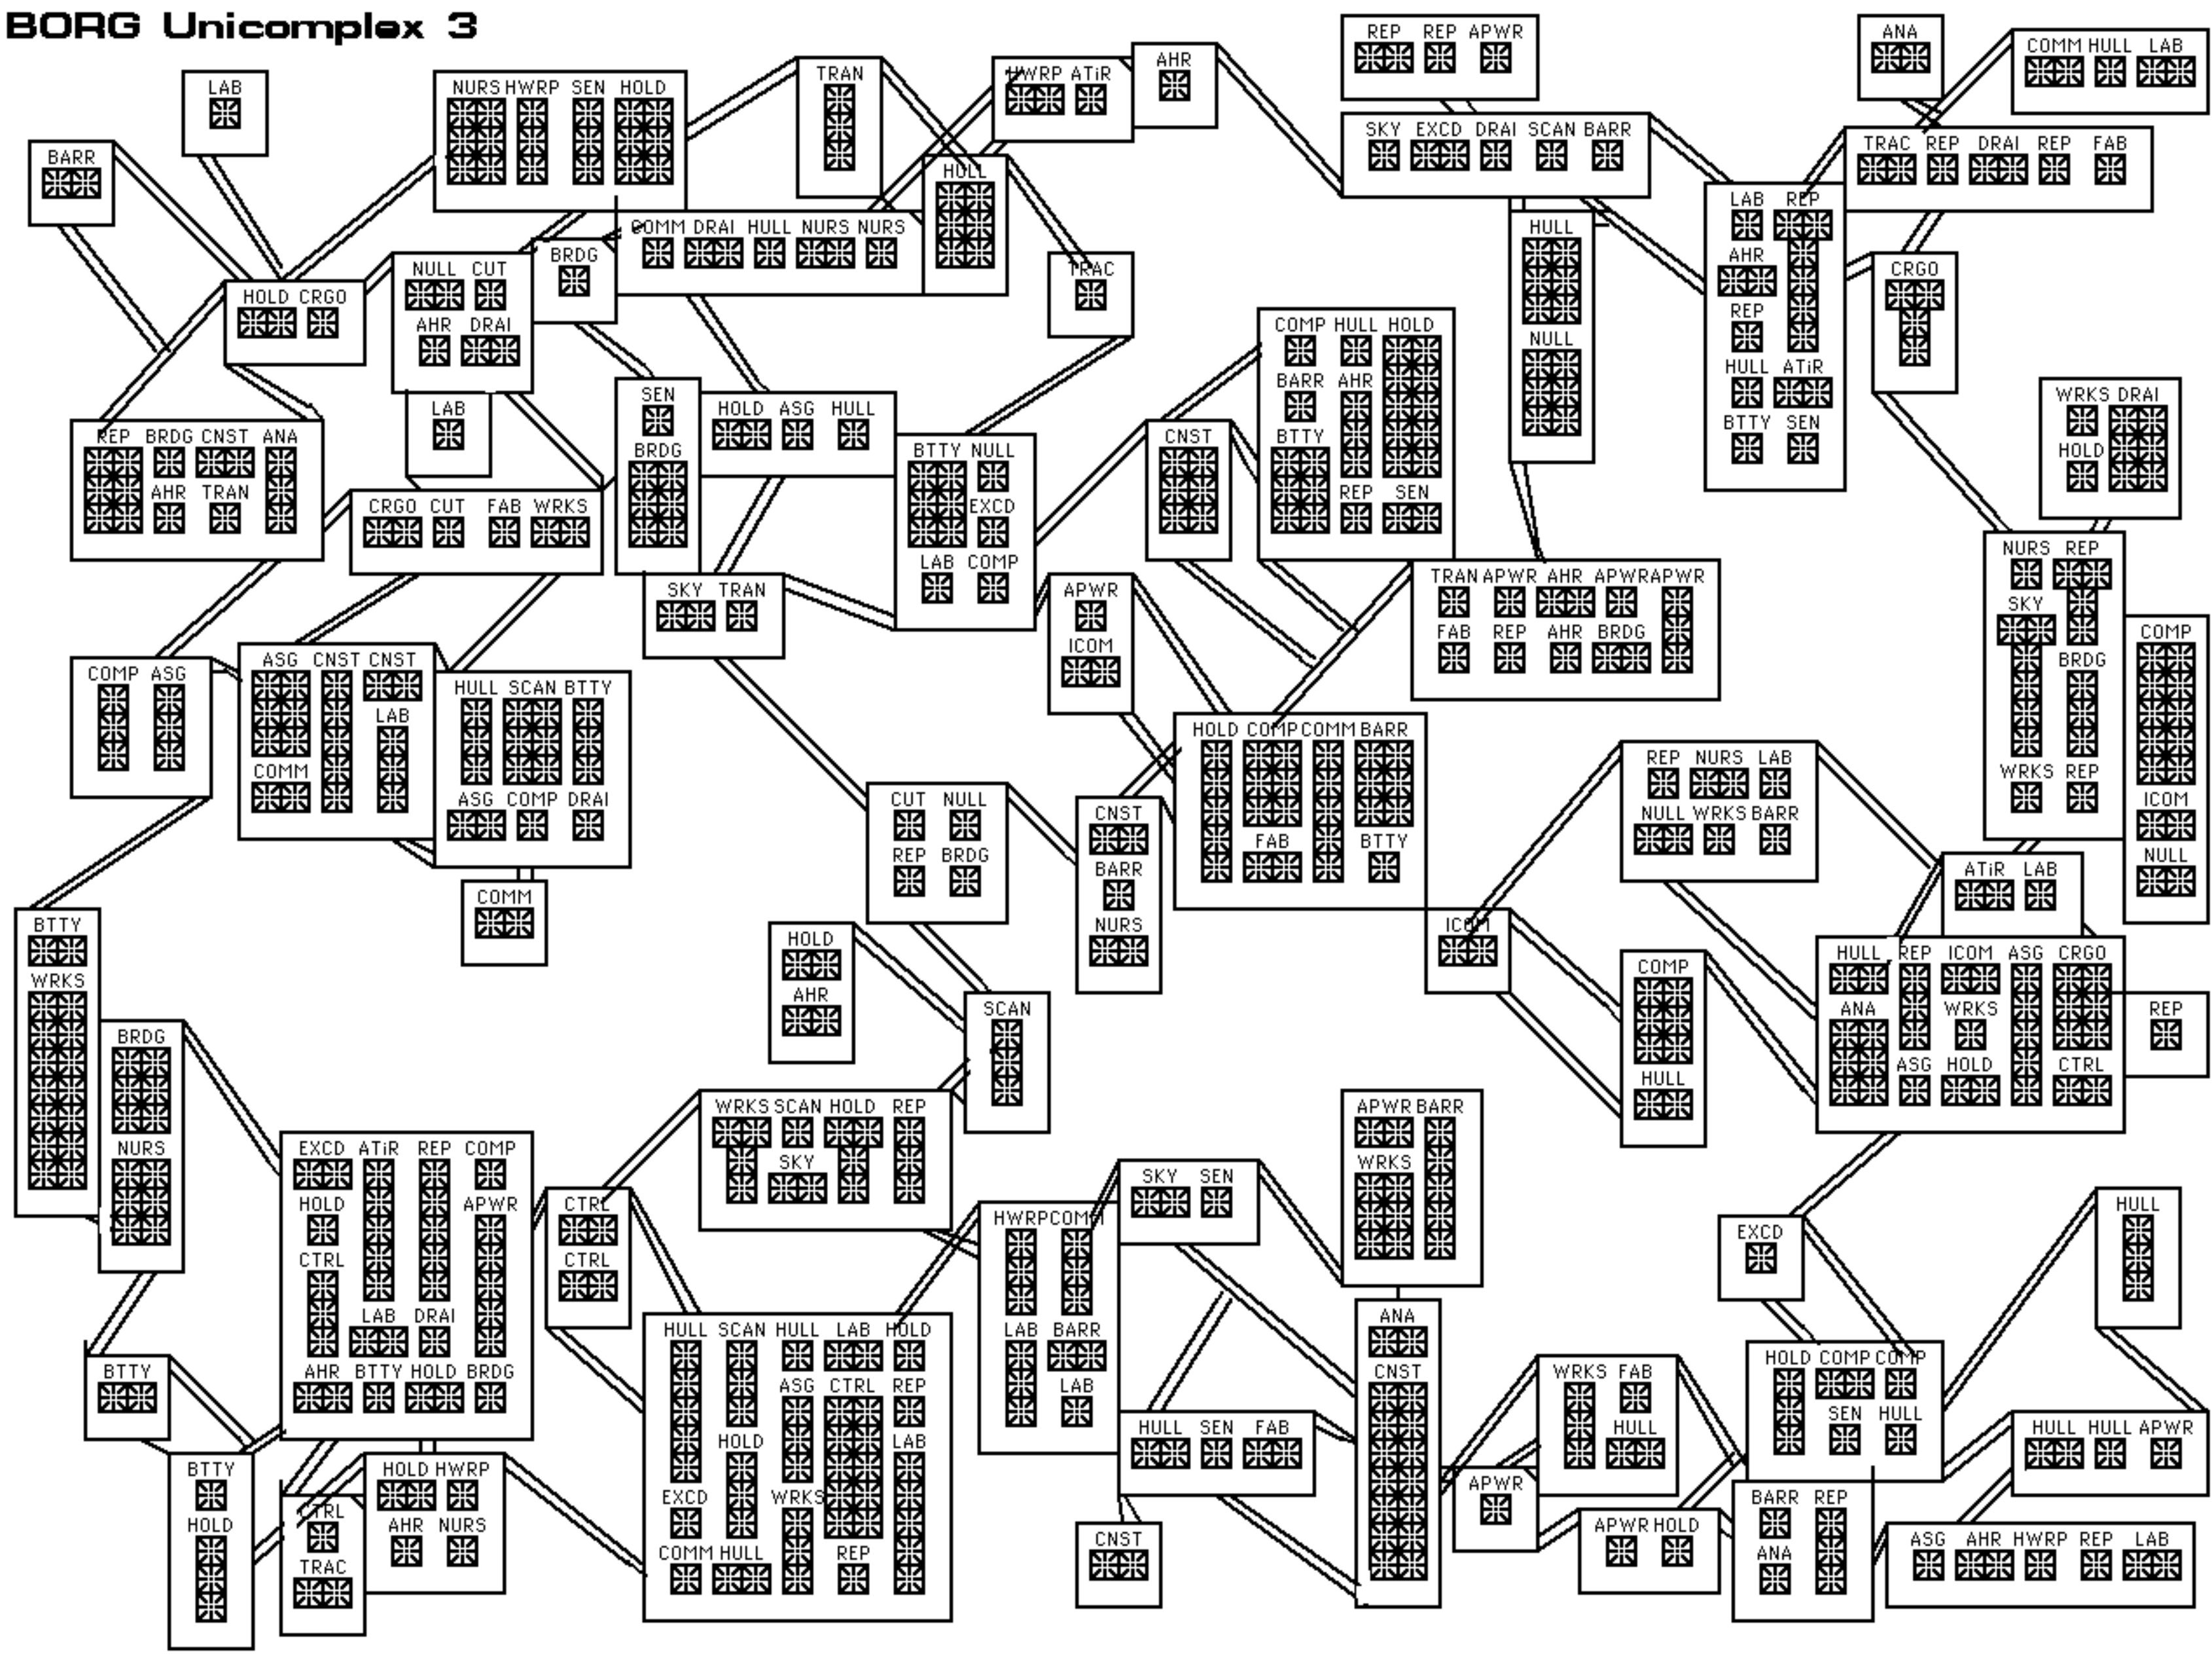 BORG Unicomplex 3
REP REP APWR
ANA
COMM HULL LAB
LAB
NURS HWRP SEN HOLD
TRAN
HWRP ATiR
AHR
SKY EXCD DRAI SCAN BARR
TRAC REP DRAI REP FAB
BARR
HULL
COMM DRAI HULL NURS NURS
BRDG
HULL
NULL
LAB REP
AHR
REP
HULL ATiR
BTTY SEN
CRGO
HOLD CRGO
NULL CUT
AHR DRAI
TRAC
COMP HULL HOLD
BARR AHR
BTTY
REP SEN
WRKS DRAI
HOLD
REP BRDG CNST ANA
AHR TRAN
LAB
SEN
BRDG
HOLD ASG HULL
BTTY NULL
EXCD
LAB COMP
CNST
CRGO CUT FAB WRKS
NURS REP
SKY
BRDG
WRKS REP
SKY TRAN
APWR
ICOM
TRAN APWR AHR APWR APWR
FAB REP AHR BRDG
COMP
ICOM
NULL
COMP ASG
ASG CNST CNST
LAB
COMM
HULL SCAN BTTY
ASG COMP DRAI
HOLD COMP COMM BARR
FAB BTTY
REP NURS LAB
NULL WRKS BARR
CUT NULL
REP BRDG
CNST
BARR
NURS
ATiR LAB
COMM
BTTY
WRKS
HOLD
AHR
ICOM
COMP
HULL
HULL REP ICOM ASG CRGO
ANA WRKS
ASG HOLD CTRL
REP
SCAN
BRDG
NURS
WRKS SCAN HOLD REP
SKY
APWR BARR
WRKS
EXCD ATiR REP COMP
HOLD APWR
CTRL
LAB DRAI
AHR BTTY HOLD BRDG
CTRL
CTRL
SKY SEN
HWRP COMM
LAB BARR
LAB
EXCD
HULL
HULL SCAN HULL LAB HOLD
ASG CTRL REP
HOLD LAB
EXCD WRKS
COMM HULL REP
ANA
CNST
BTTY
WRKS FAB
HULL
HOLD COMP COMP
SEN HULL
HULL SEN FAB
HULL HULL APWR
BTTY
HOLD
CTRL
TRAC
HOLD HWRP
AHR NURS
CNST
APWR
APWR HOLD
BARR REP
ANA
ASG AHR HWRP REP LAB